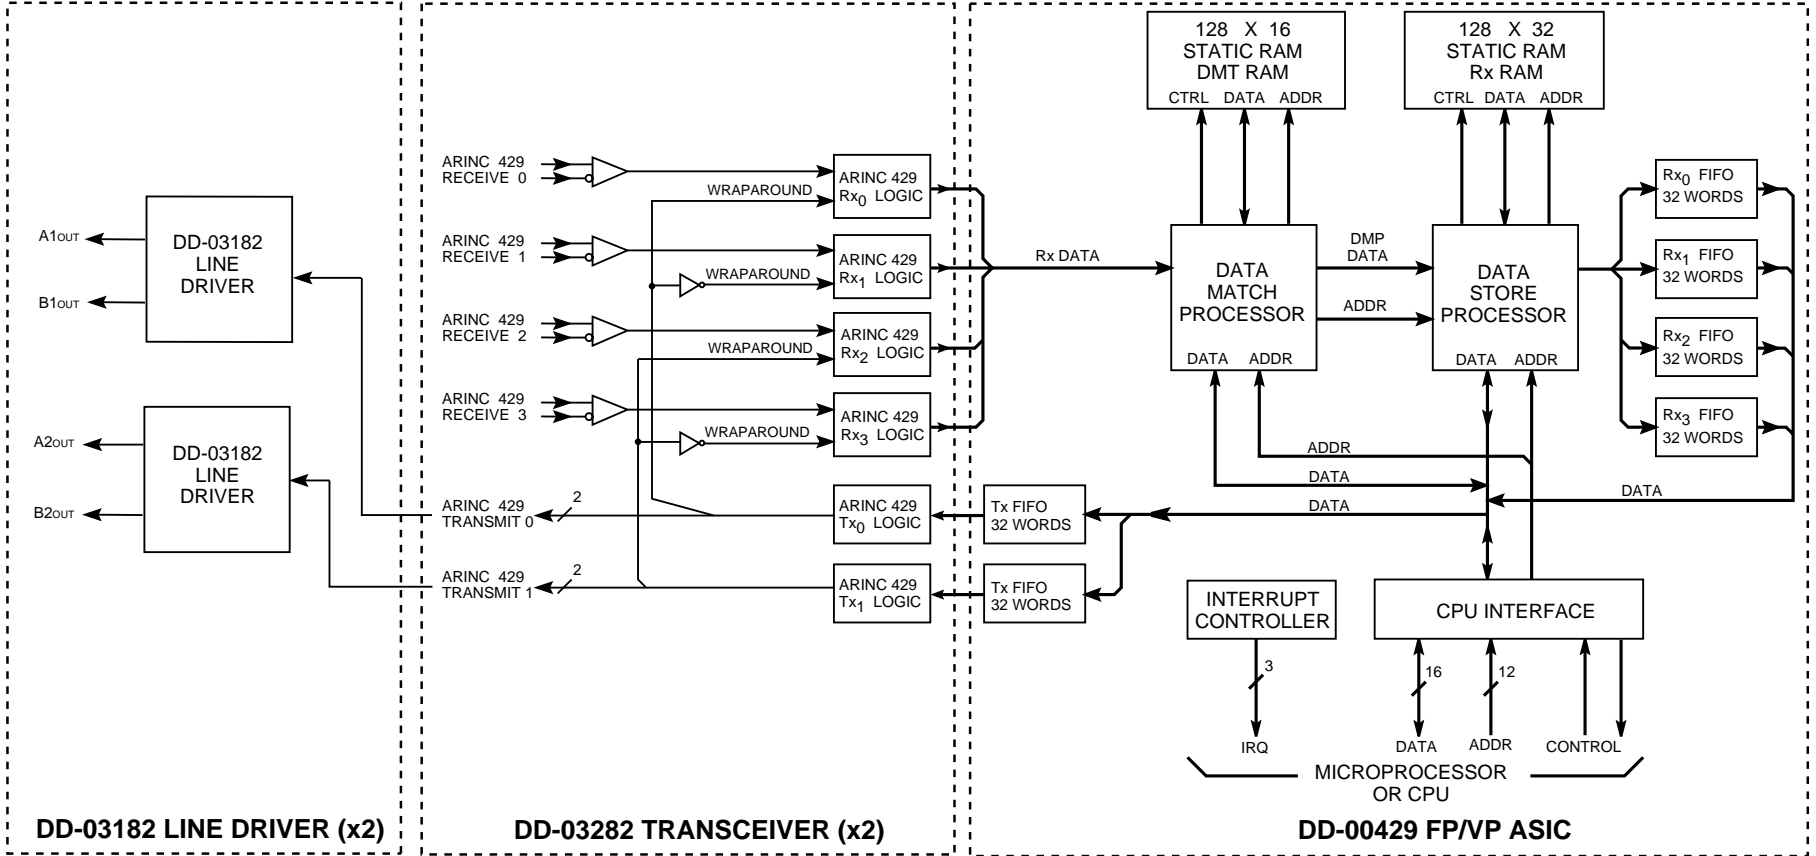 DD-03182
LINE
DRIVER
A1OUT
B1OUT
DD-03182
LINE
DRIVER
A2OUT
B2OUT
DD-03182 LINE DRIVER (x2)
ARINC 429
RECEIVE 0
WRAPAROUND
ARINC 429
Rx0 LOGIC
ARINC 429
RECEIVE 1
WRAPAROUND
ARINC 429
Rx1 LOGIC
ARINC 429
RECEIVE 2
WRAPAROUND
ARINC 429
Rx2 LOGIC
ARINC 429
RECEIVE 3
WRAPAROUND
ARINC 429
Rx3 LOGIC
ARINC 429
TRANSMIT 0
2
ARINC 429
Tx0 LOGIC
ARINC 429
TRANSMIT 1
2
ARINC 429
Tx1 LOGIC
DD-03282 TRANSCEIVER (x2)
128 X 16
STATIC RAM
DMT RAM
CTRL DATA ADDR
128 X 32
STATIC RAM
Rx RAM
CTRL DATA ADDR
Rx DATA
DATA
MATCH
PROCESSOR
DATA ADDR
DMP
DATA
ADDR
DATA
STORE
PROCESSOR
DATA ADDR
Rx0 FIFO
32 WORDS
Rx1 FIFO
32 WORDS
Rx2 FIFO
32 WORDS
Rx3 FIFO
32 WORDS
ADDR
DATA
DATA
DATA
Tx FIFO
32 WORDS
Tx FIFO
32 WORDS
INTERRUPT
CONTROLLER
3
IRQ
CPU INTERFACE
16
12
DATA
ADDR
CONTROL
MICROPROCESSOR
OR CPU
DD-00429 FP/VP ASIC